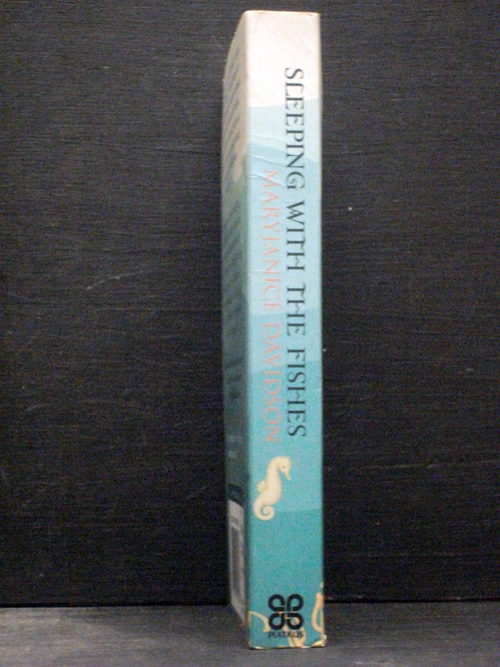 SLEEPING WITH THE FISHES
MARYJANICE DAVIDSON
PIATKUS